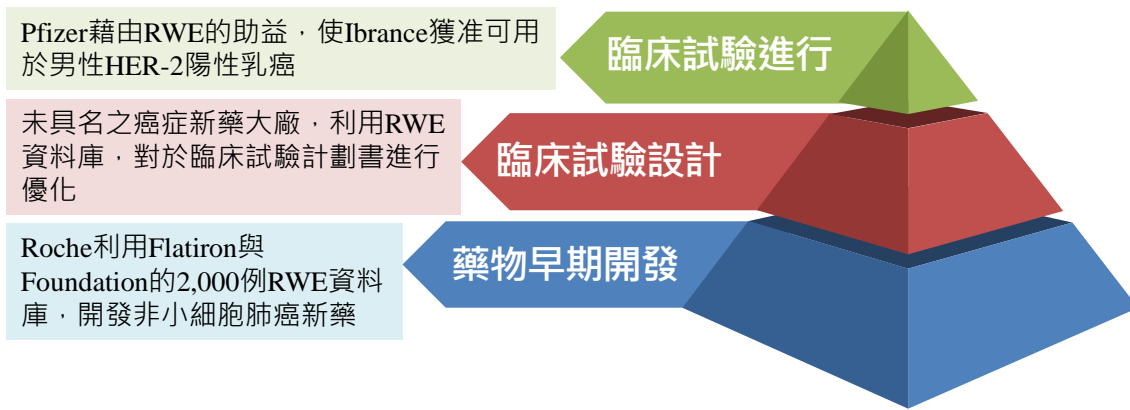 Pfizer藉由RWE的助益，使Ibrance獲准可用
於男性HER-2陽性乳癌
臨床試驗進行
未具名之癌症新藥大廠，利用RWE
資料庫，對於臨床試驗計劃書進行
優化
臨床試驗設計
Roche利用Flatiron與
Foundation的2,000例RWE資料
庫，開發非小細胞肺癌新藥
藥物早期開發